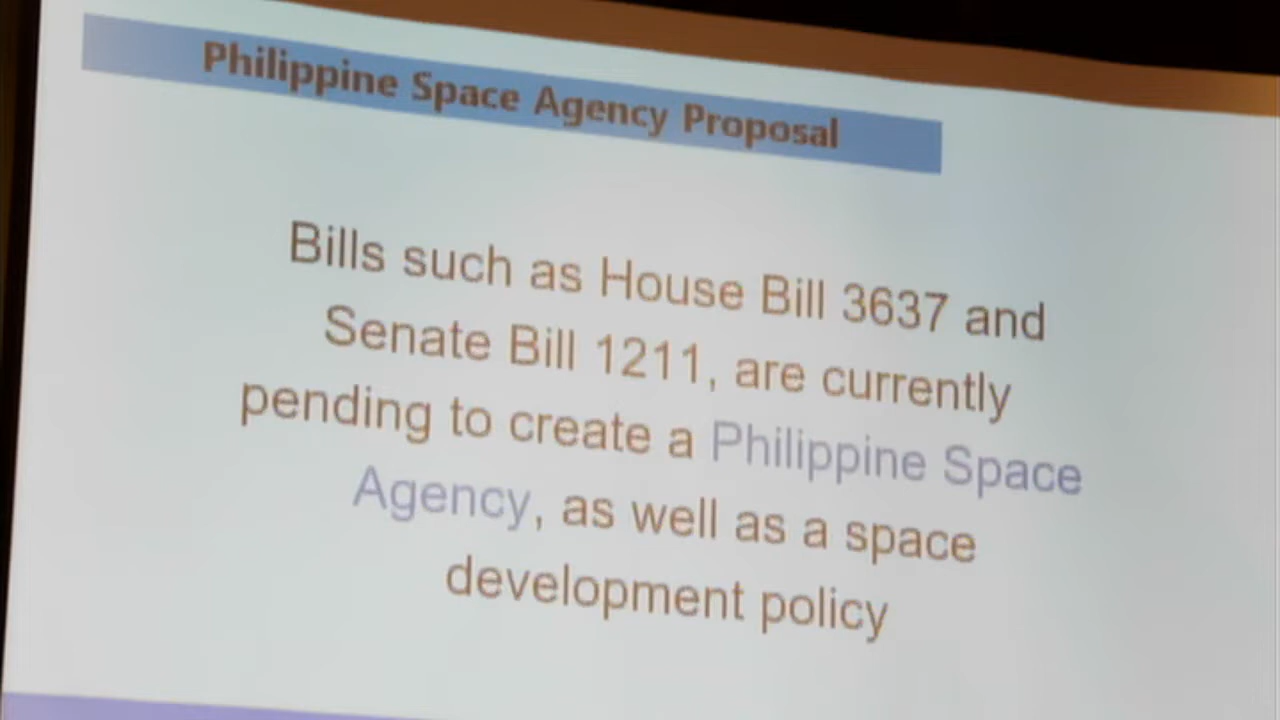 Philippine Space Agency Proposal
Bills such as House Bill 3637 and
Senate Bill 1211, are currently
pending to create a Philippine Space
Agency, as well as a space
development policy